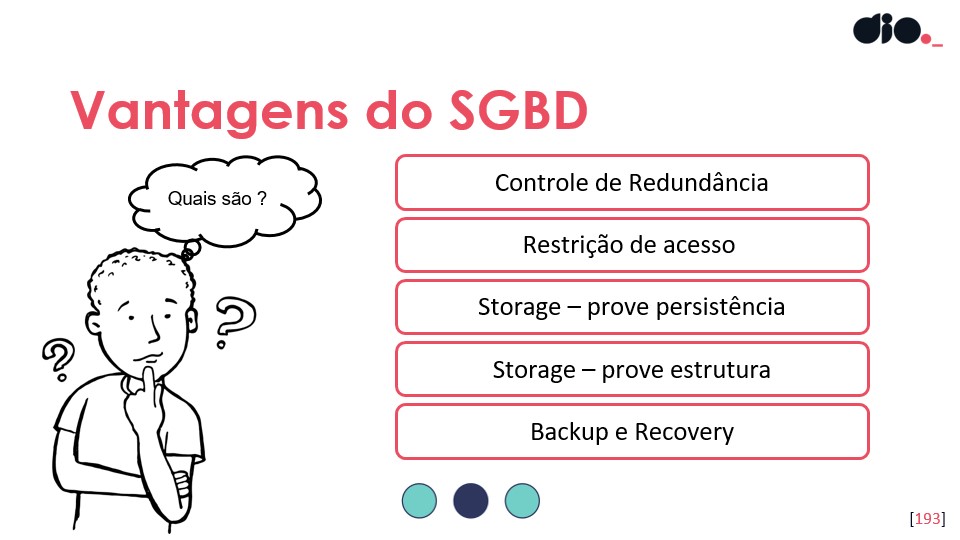 dio._
Vantagens do SGBD
Quais são ?
Controle de Redundância
Restrição de acesso
Storage – prove persistência
Storage – prove estrutura
Backup e Recovery
?
?
[193]